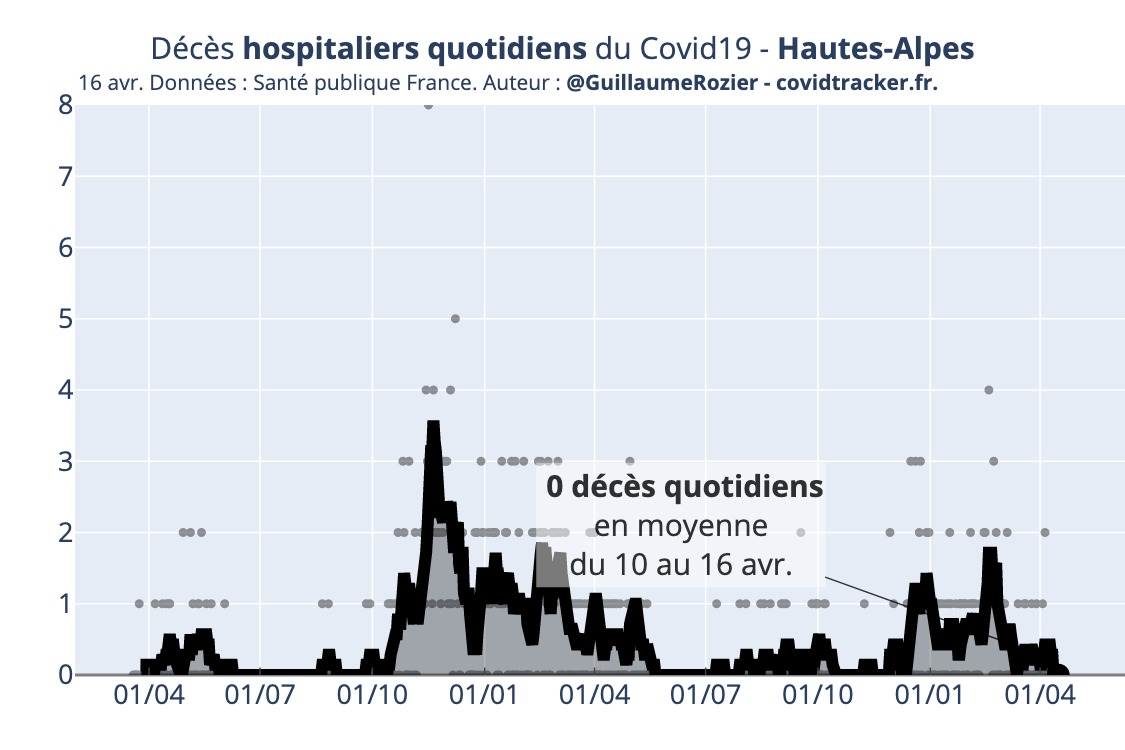 Décès hospitaliers quotidiens du Covid19 - Hautes-Alpes
16 avr. Données : Santé publique France. Auteur : @GuillaumeRozier - covidtracker.fr.
8
7
6
5
4
3
2
1
0
0 décès quotidiens
en moyenne
du 10 au 16 avr.
01/04 01/07 01/10 01/01 01/04 01/07 01/10 01/01 01/04